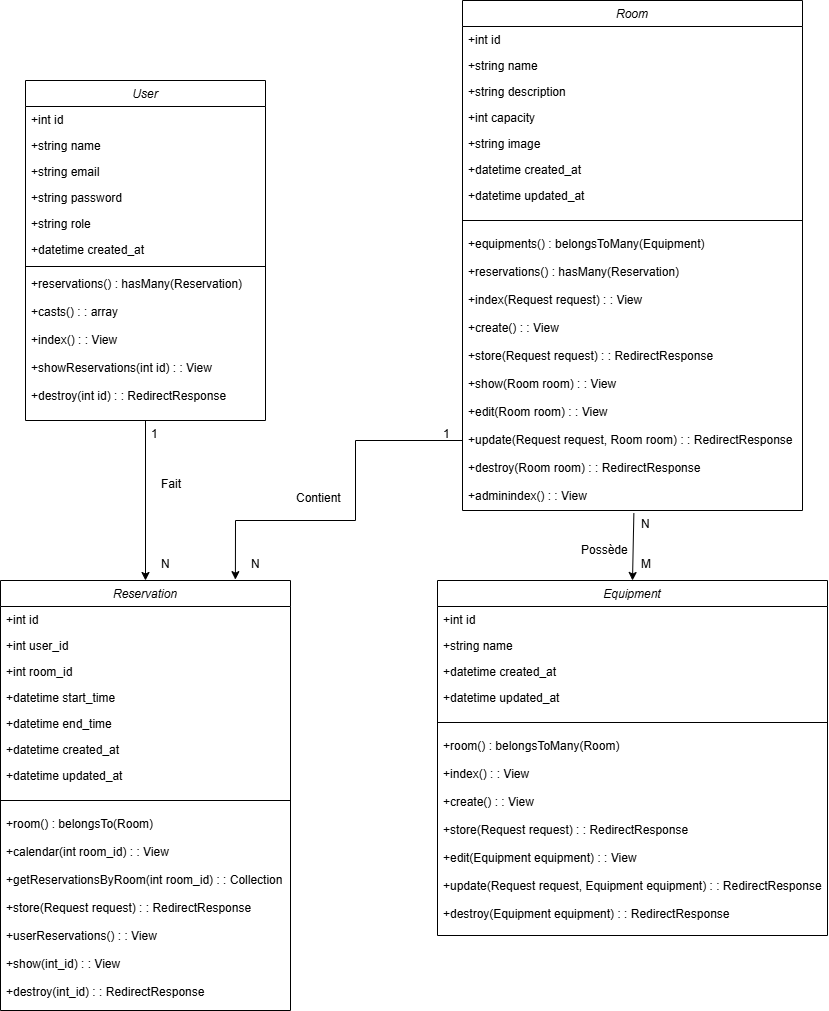 User
+int id
+string name
+string email
+string password
+string role
+datetime created_at
+reservations() : hasMany(Reservation)
+casts() : : array
+index() : : View
+showReservations(int id) : : View
+destroy(int id) : : RedirectResponse
Room
+int id
+string name
+string description
+int capacity
+string image
+datetime created_at
+datetime updated_at
+equipments() : belongsToMany(Equipment)
+reservations() : hasMany(Reservation)
+index(Request request) : : View
+create() : : View
+store(Request request) : : RedirectResponse
+show(Room room) : : View
+edit(Room room) : : View
+update(Request request, Room room) : : RedirectResponse
+destroy(Room room) : : RedirectResponse
+adminindex() : : View
1
Fait
N
1
Contient
N
N
Possède
M
Reservation
+int id
+int user_id
+int room_id
+datetime start_time
+datetime end_time
+datetime created_at
+datetime updated_at
+room() : belongsTo(Room)
+calendar(int room_id) : : View
+getReservationsByRoom(int room_id) : : Collection
+store(Request request) : : RedirectResponse
+userReservations() : : View
+show(int_id) : : View
+destroy(int_id) : : RedirectResponse
Equipment
+int id
+string name
+datetime created_at
+datetime updated_at
+room() : belongsToMany(Room)
+index() : : View
+create() : : View
+store(Request request) : : RedirectResponse
+edit(Equipment equipment) : : View
+update(Request request, Equipment equipment) : : RedirectResponse
+destroy(Equipment equipment) : : RedirectResponse